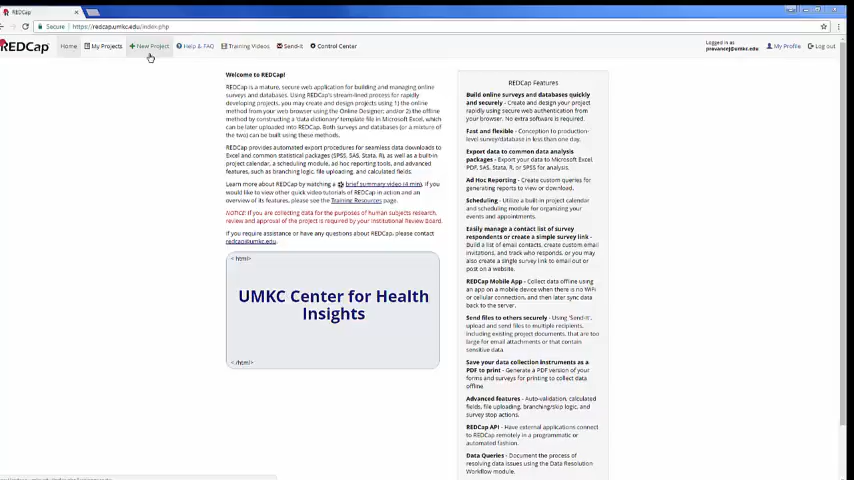 REDCap
Secure https://redcap.umkc.edu/index.php
REDCap Home My Projects New Project Help & FAQ Training Videos Send-It Control Center
Logged in as prevancej@umkc.edu My Profile Log out
Welcome to REDCap!
REDCap is a mature, secure web application for building and managing online
surveys and databases. Using REDCap's stream-lined process for rapidly
developing projects, you may create and design projects using 1) the online
method from your web browser using the Online Designer; and/or 2) the offline
method by constructing a 'data dictionary' template file in Microsoft Excel, which
can be later uploaded into REDCap. Both surveys and databases (or a mixture of
the two) can be built using these methods.
REDCap provides automated export procedures for seamless data downloads to
Excel and common statistical packages (SPSS, SAS, Stata, R), as well as a built-in
project calendar, a scheduling module, ad hoc reporting tools, and advanced
features, such as branching logic, file uploading, and calculated fields.
Learn more about REDCap by watching a brief summary video (4 min). If you
would like to view other quick video tutorials of REDCap in action and an
overview of its features, please see the Training Resources page.
NOTICE: If you are collecting data for the purposes of human subjects research,
review and approval of the project is required by your Institutional Review Board.
If you require assistance or have any questions about REDCap, please contact
redcap@umkc.edu.
< html>
UMKC Center for Health
Insights
< /html>
REDCap Features
Build online surveys and databases quickly
and securely - Create and design your project
rapidly using secure web authentication from
your browser. No extra software is required.
Fast and flexible - Conception to production-
level survey/database in less than one day.
Export data to common data analysis
packages - Export your data to Microsoft Excel,
PDF, SAS, Stata, R, or SPSS for analysis.
Ad Hoc Reporting - Create custom queries for
generating reports to view or download.
Scheduling - Utilize a built-in project calendar
and scheduling module for organizing your
events and appointments.
Easily manage a contact list of survey
respondents or create a simple survey link -
Build a list of email contacts, create custom email
invitations, and track who responds, or you may
also create a single survey link to email out or
post on a website.
REDCap Mobile App - Collect data offline using
an app on a mobile device when there is no WiFi
or cellular connection, and then later sync data
back to the server.
Send files to others securely - Using 'Send-It',
upload and send files to multiple recipients,
including existing project documents, that are too
large for email attachments or that contain
sensitive data.
Save your data collection instruments as a
PDF to print - Generate a PDF version of your
forms and surveys for printing to collect data
offline.
Advanced features - Auto-validation, calculated
fields, file uploading, branching/skip logic, and
survey stop actions.
REDCap API - Have external applications connect
to REDCap remotely in a programmatic or
automated fashion.
Data Queries - Document the process of
resolving data issues using the Data Resolution
Workflow module.